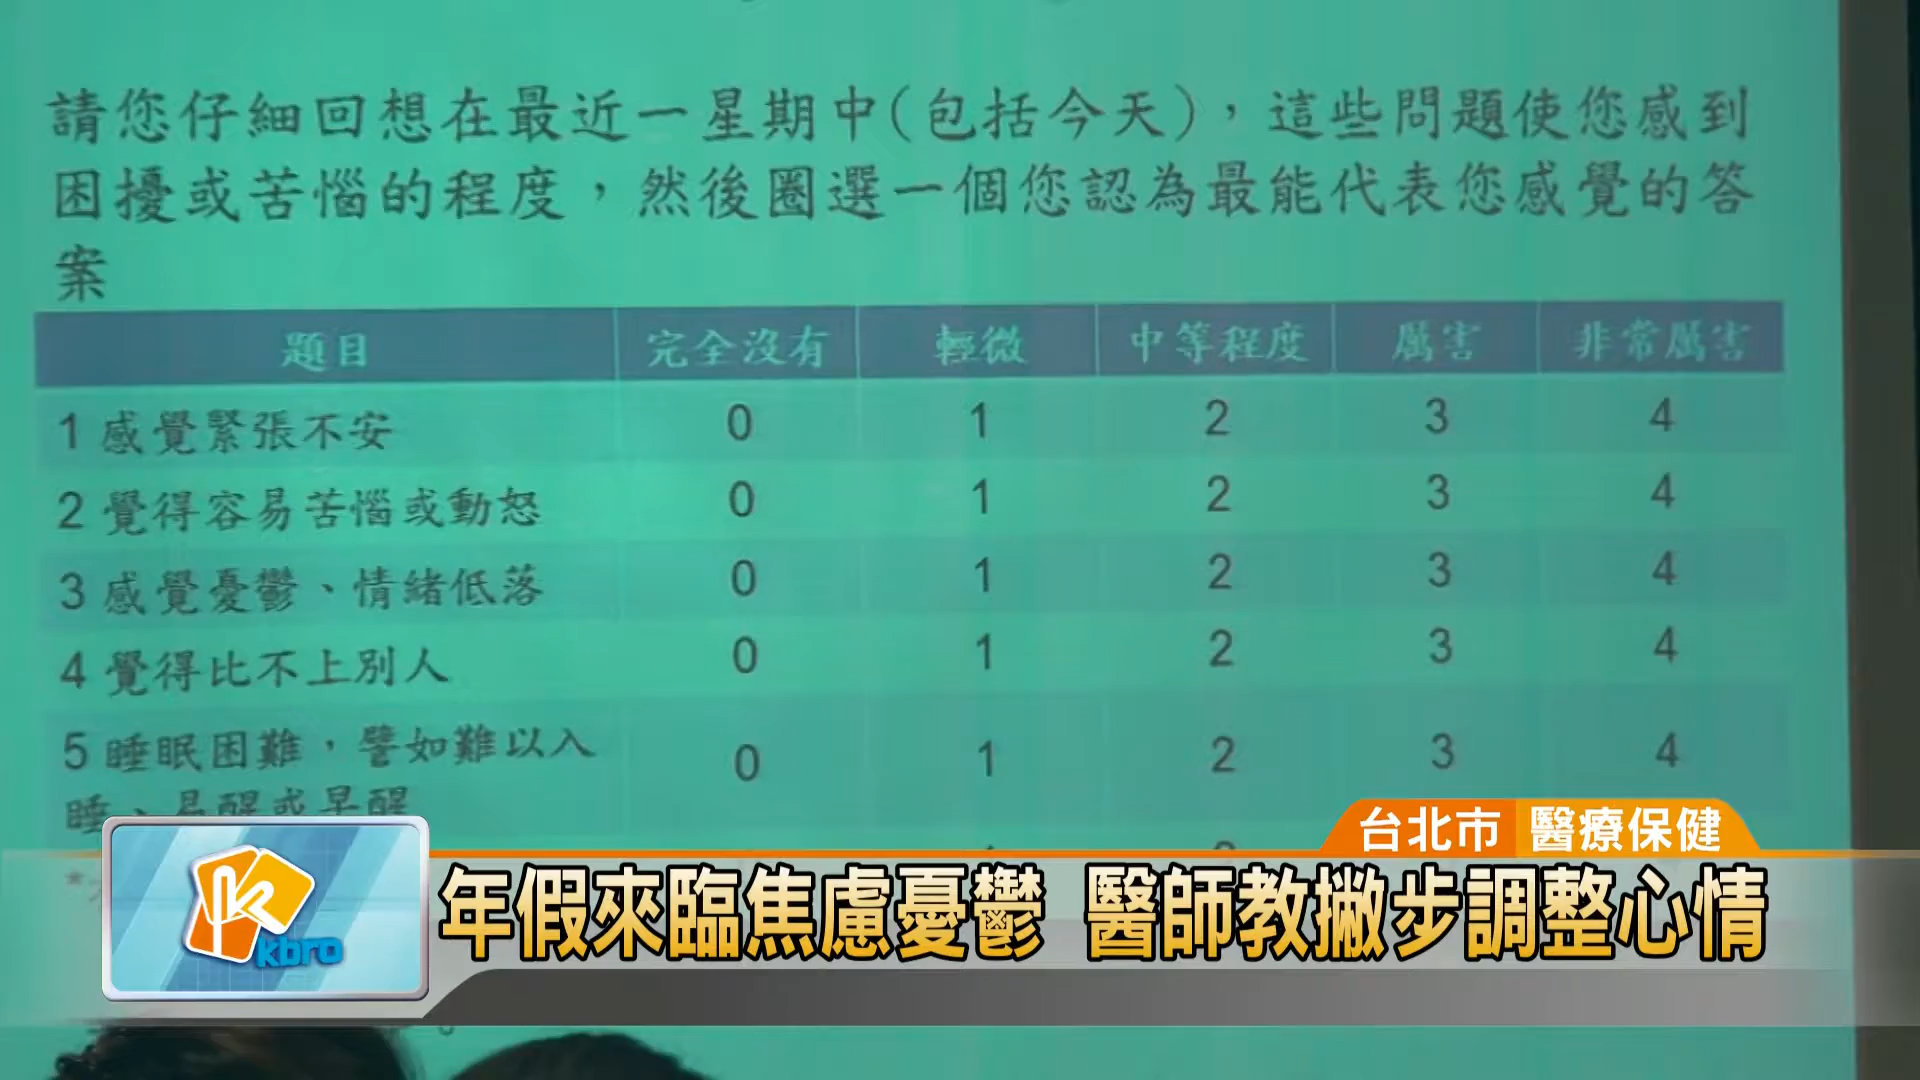 請您仔細回想在最近一星期中(包括今天)，這些問題使您感到
困擾或苦惱的程度，然後圈選一個您認為最能代表您感覺的答
案
題目 完全沒有 輕微 中等程度 厲害 非常厲害
1 感覺緊張不安 0 1 2 3 4
2 覺得容易苦惱或動怒 0 1 2 3 4
3 感覺憂鬱、情緒低落 0 1 2 3 4
4 覺得比不上別人 0 1 2 3 4
5 睡眠困難，譬如難以入 0 1 2 3 4
睡、易醒或早醒
台北市 醫療保健
年假來臨焦慮憂鬱 醫師教撇步調整心情
kbro